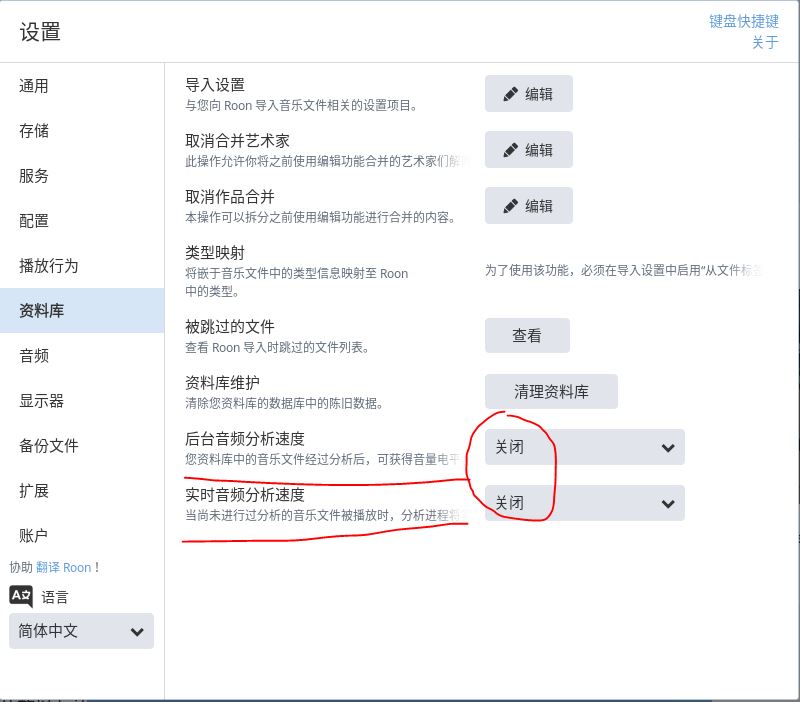 设置
键盘快捷键
关于
通用
存储
服务
配置
播放行为
资料库
音频
显示器
备份文件
扩展
账户
协助 翻译 Roon！
语言
简体中文
导入设置
与您向 Roon 导入音乐文件相关的设置项目。
编辑
取消合并艺术家
此操作允许你将之前使用编辑功能合并的艺术家们解
编辑
取消作品合并
本操作可以拆分之前使用编辑功能进行合并的内容。
编辑
类型映射
将嵌于音乐文件中的类型信息映射至 Roon
中的类型。
为了使用该功能，必须在导入设置中启用“从文件标签
被跳过的文件
查看 Roon 导入时跳过的文件列表。
查看
资料库维护
清除您资料库的数据库中的陈旧数据。
清理资料库
后台音频分析速度
您资料库中的音乐文件经过分析后，可获得音量电平
关闭
实时音频分析速度
当尚未进行过分析的音乐文件被播放时，分析进程将
关闭